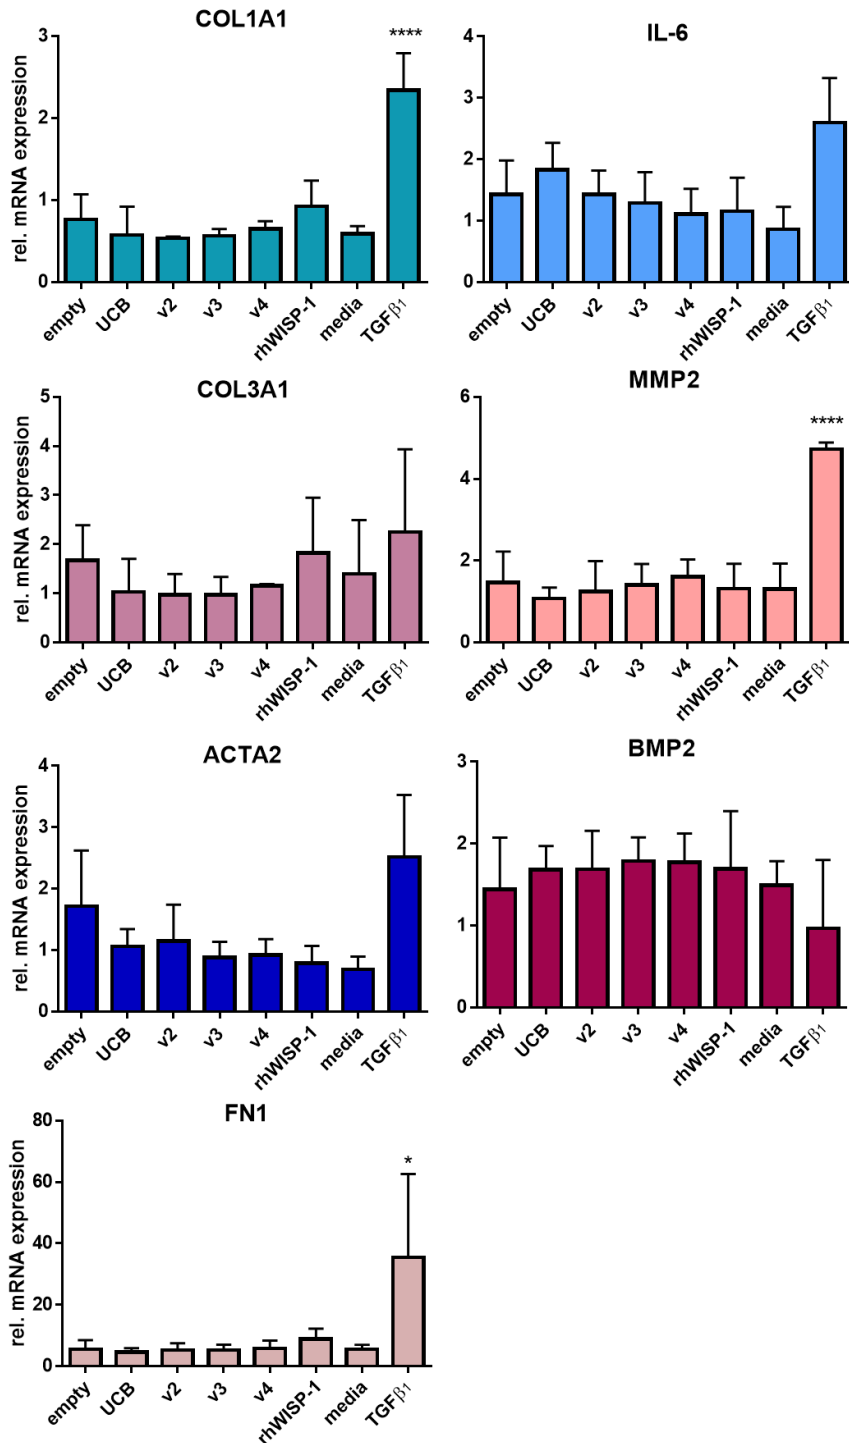 COL1A1
rel. mRNA expression
3
2
1
0
****
empty
UCB
v2
v3
v4
rhWISP-1
media
TGFβ1
IL-6
4
3
2
1
0
empty
UCB
v2
v3
v4
rhWISP-1
media
TGFβ1
COL3A1
rel. mRNA expression
5
4
3
2
1
0
empty
UCB
v2
v3
v4
rhWISP-1
media
TGFβ1
MMP2
6
4
2
0
****
empty
UCB
v2
v3
v4
rhWISP-1
media
TGFβ1
ACTA2
rel. mRNA expression
4
3
2
1
0
empty
UCB
v2
v3
v4
rhWISP-1
media
TGFβ1
BMP2
3
2
1
0
empty
UCB
v2
v3
v4
rhWISP-1
media
TGFβ1
FN1
rel. mRNA expression
80
60
40
20
0
*
empty
UCB
v2
v3
v4
rhWISP-1
media
TGFβ1